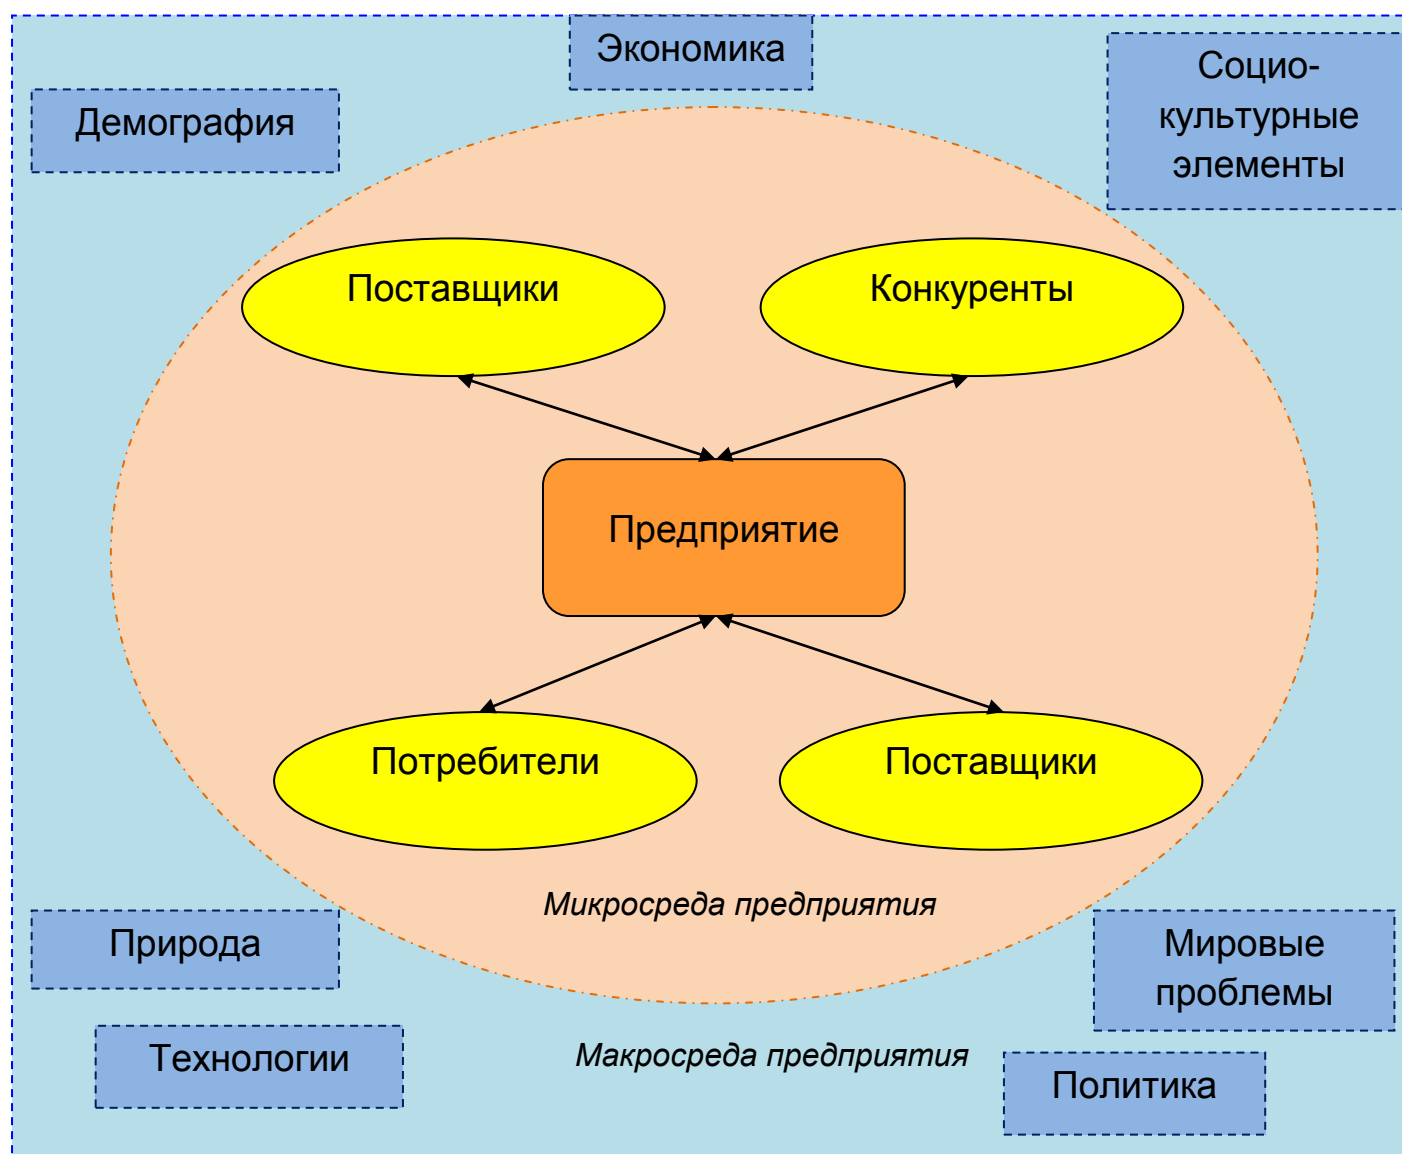 Экономика
Социо-
культурные
элементы
Демография
Поставщики
Конкуренты
Предприятие
Потребители
Поставщики
Микросреда предприятия
Природа
Мировые
проблемы
Технологии
Макросреда предприятия
Политика